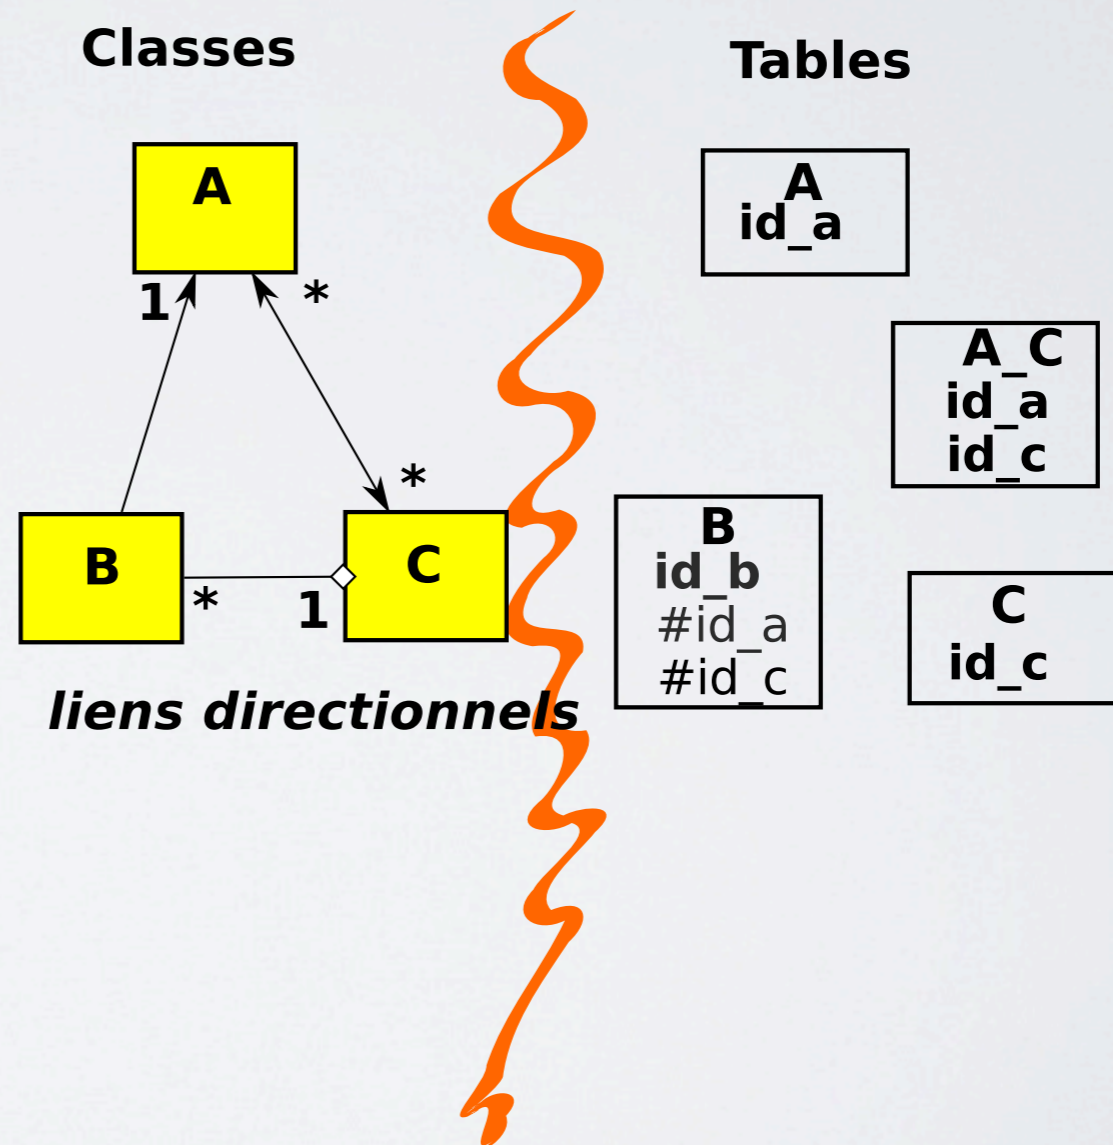 Classes
A
1
*
*
B
C
*
1
liens directionnels
Tables
A
id_a
A_C
id_a
id_c
B
id_b
#id_a
#id_c
C
id_c